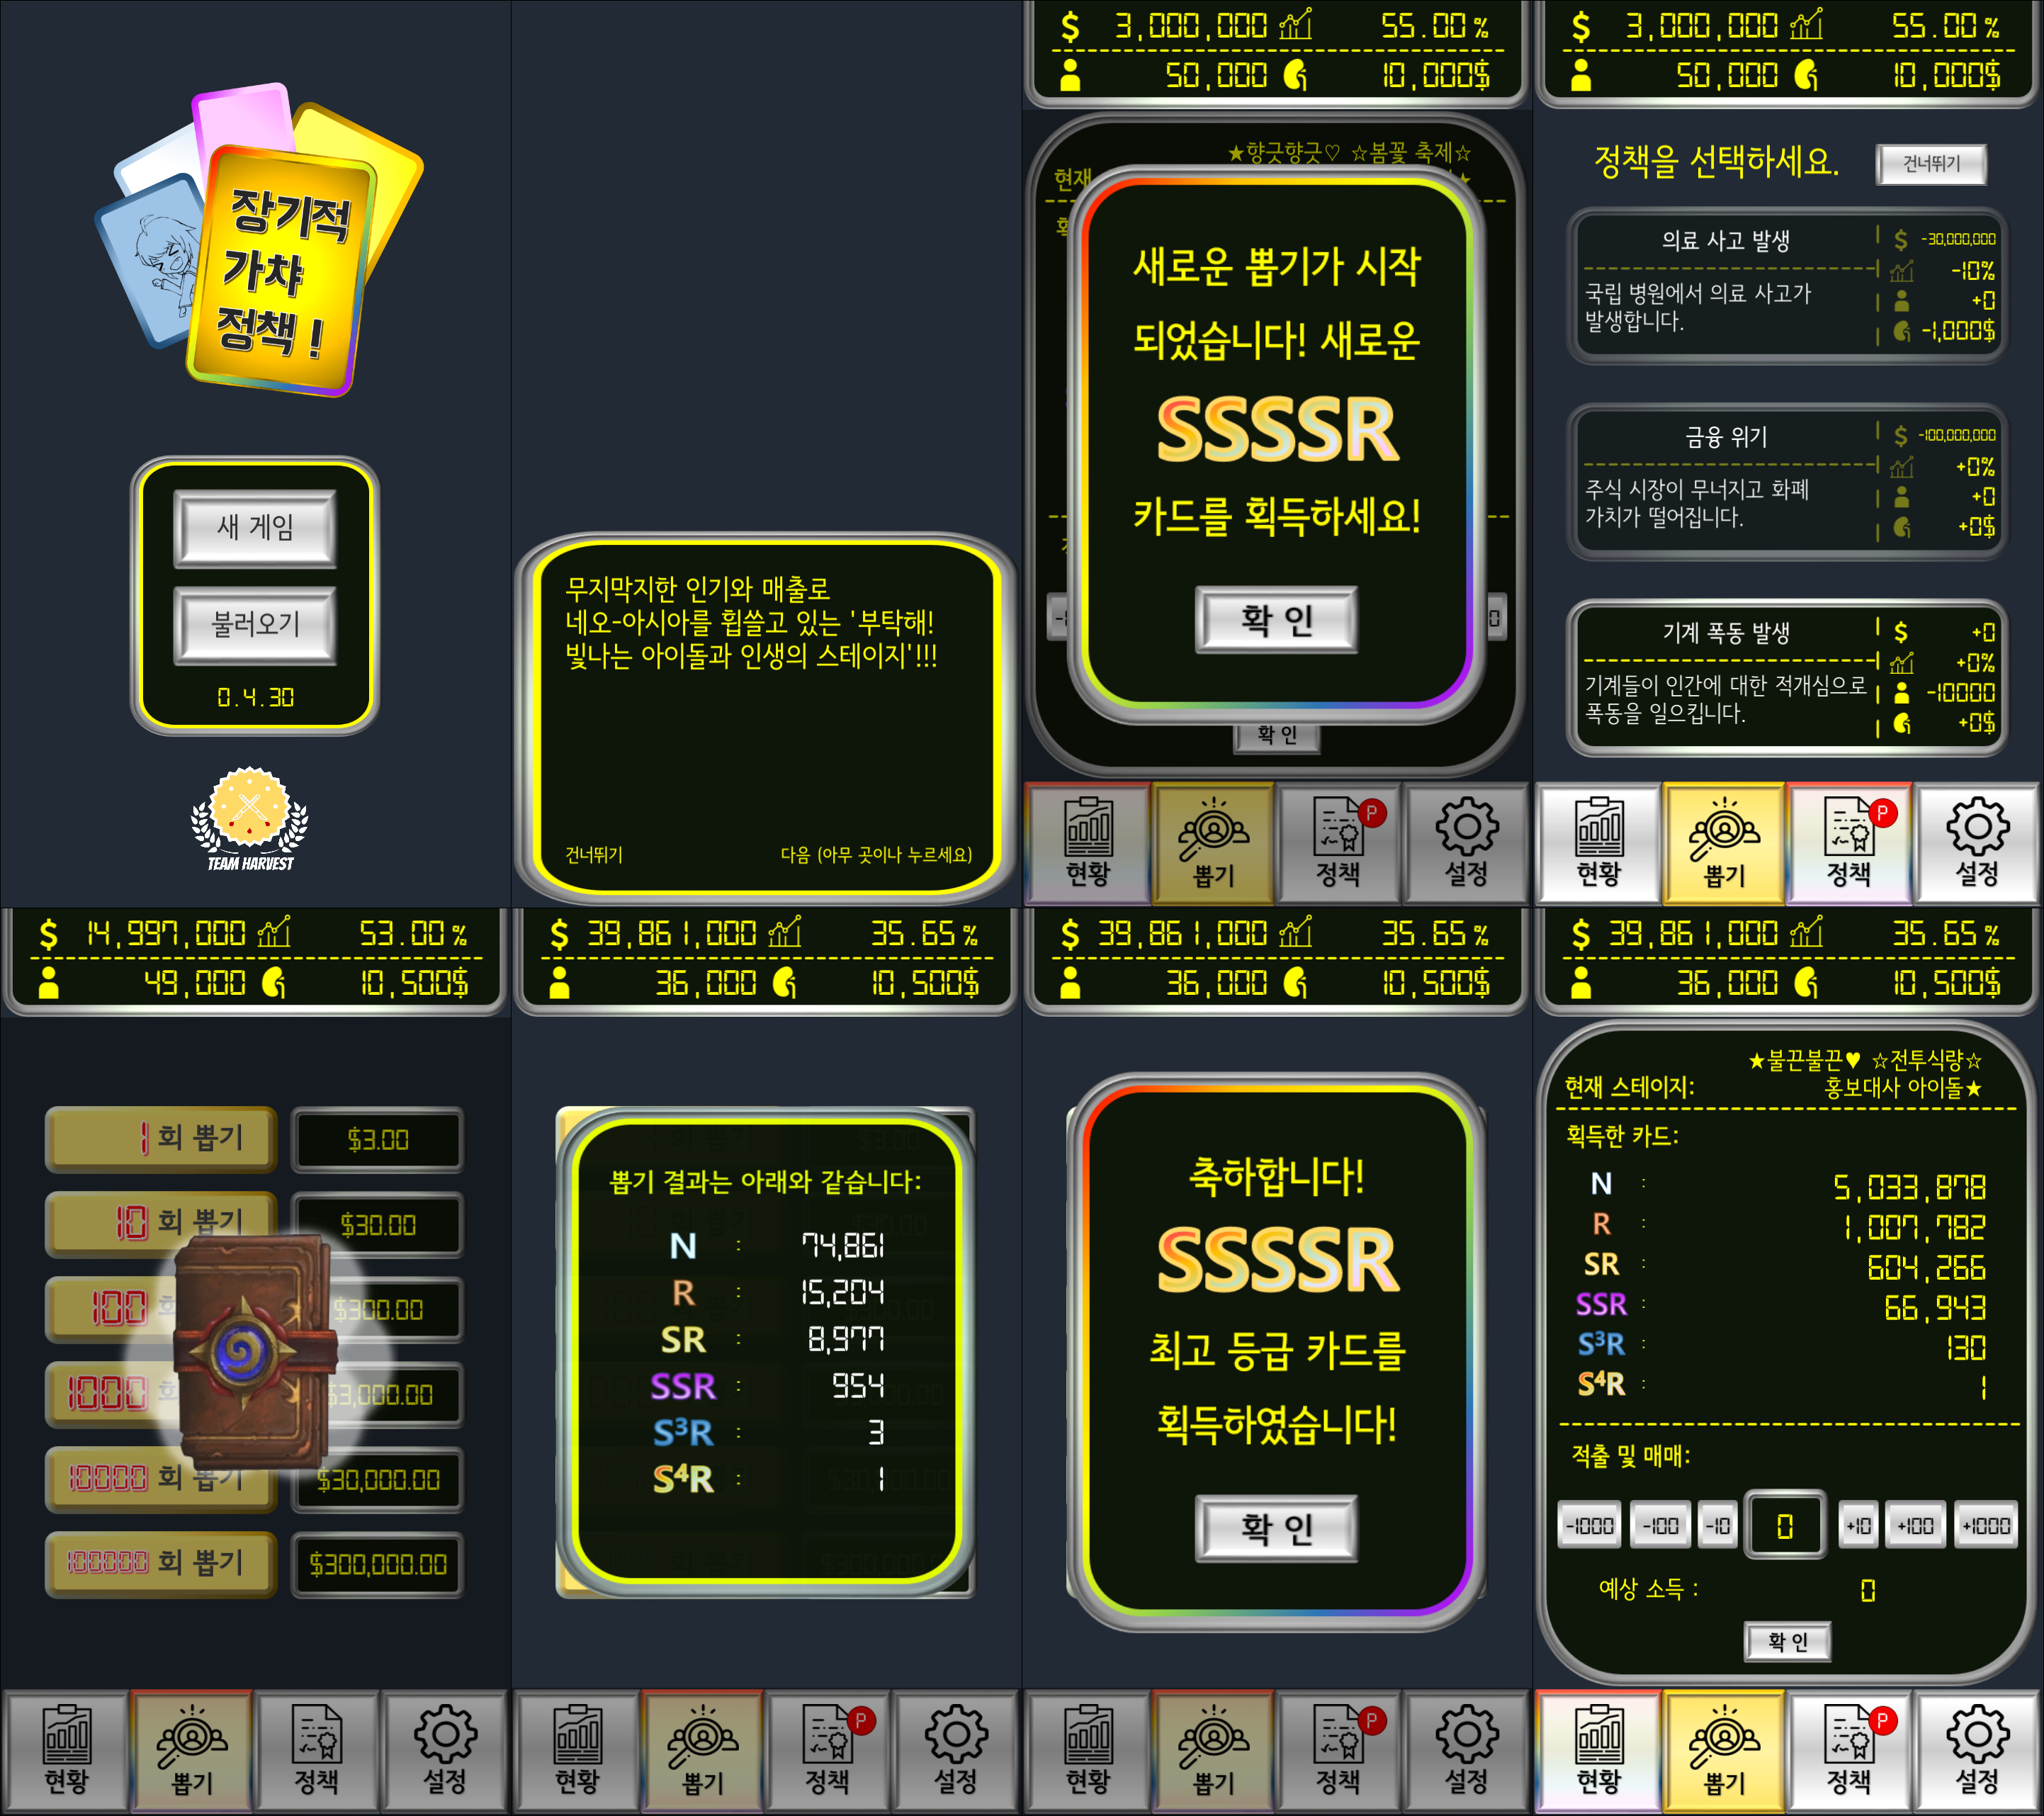 장기적
가챠
정책 !
새 게임
불러오기
0.4.30
TEAM HARVEST
무지막지한 인기와 매출로
네오-아시아를 휩쓸고 있는 '부탁해!
빛나는 아이돌과 인생의 스테이지'!!!
건너뛰기
다음 (아무 곳이나 누르세요)
$ 3,000,000 55.00 %
50,000 10,000$
★향긋향긋♡ ☆봄꽃 축제☆
현재
새로운 뽑기가 시작
되었습니다! 새로운
SSSSR
카드를 획득하세요!
확 인
확 인
현황
뽑기
P
정책
설정
$ 3,000,000 55.00 %
50,000 10,000$
정책을 선택하세요.
건너뛰기
의료 사고 발생
국립 병원에서 의료 사고가
발생합니다.
$ -30,000,000
-10%
+0
-1,000$
금융 위기
주식 시장이 무너지고 화폐
가치가 떨어집니다.
$ -100,000,000
+0%
+0
+0$
기계 폭동 발생
기계들이 인간에 대한 적개심으로
폭동을 일으킵니다.
$ +0
+0%
-10000
+0$
현황
뽑기
P
정책
설정
$ 14,997,000 53.00 %
49,000 10,500$
1 회 뽑기 $3.00
10 회 뽑기 $30.00
100 회 $300.00
1000 회 $3,000.00
10000 회 뽑기 $30,000.00
100000 회 뽑기 $300,000.00
현황
뽑기
정책
설정
$ 39,861,000 35.65 %
36,000 10,500$
뽑기 결과는 아래와 같습니다:
N : 74,861
R : 15,204
SR : 8,977
SSR : 954
S³R : 3
S⁴R : 1
현황
뽑기
P
정책
설정
$ 39,861,000 35.65 %
36,000 10,500$
축하합니다!
SSSSR
최고 등급 카드를
획득하였습니다!
확 인
현황
뽑기
P
정책
설정
$ 39,861,000 35.65 %
36,000 10,500$
★불끈불끈♥ ☆전투식량☆
현재 스테이지: 홍보대사 아이돌★
획득한 카드:
N : 5,033,878
R : 1,007,782
SR : 604,266
SSR : 66,943
S³R : 130
S⁴R : 1
적출 및 매매:
-1000 -100 -10 0 +10 +100 +1000
예상 소득 : 0
확 인
현황
뽑기
P
정책
설정